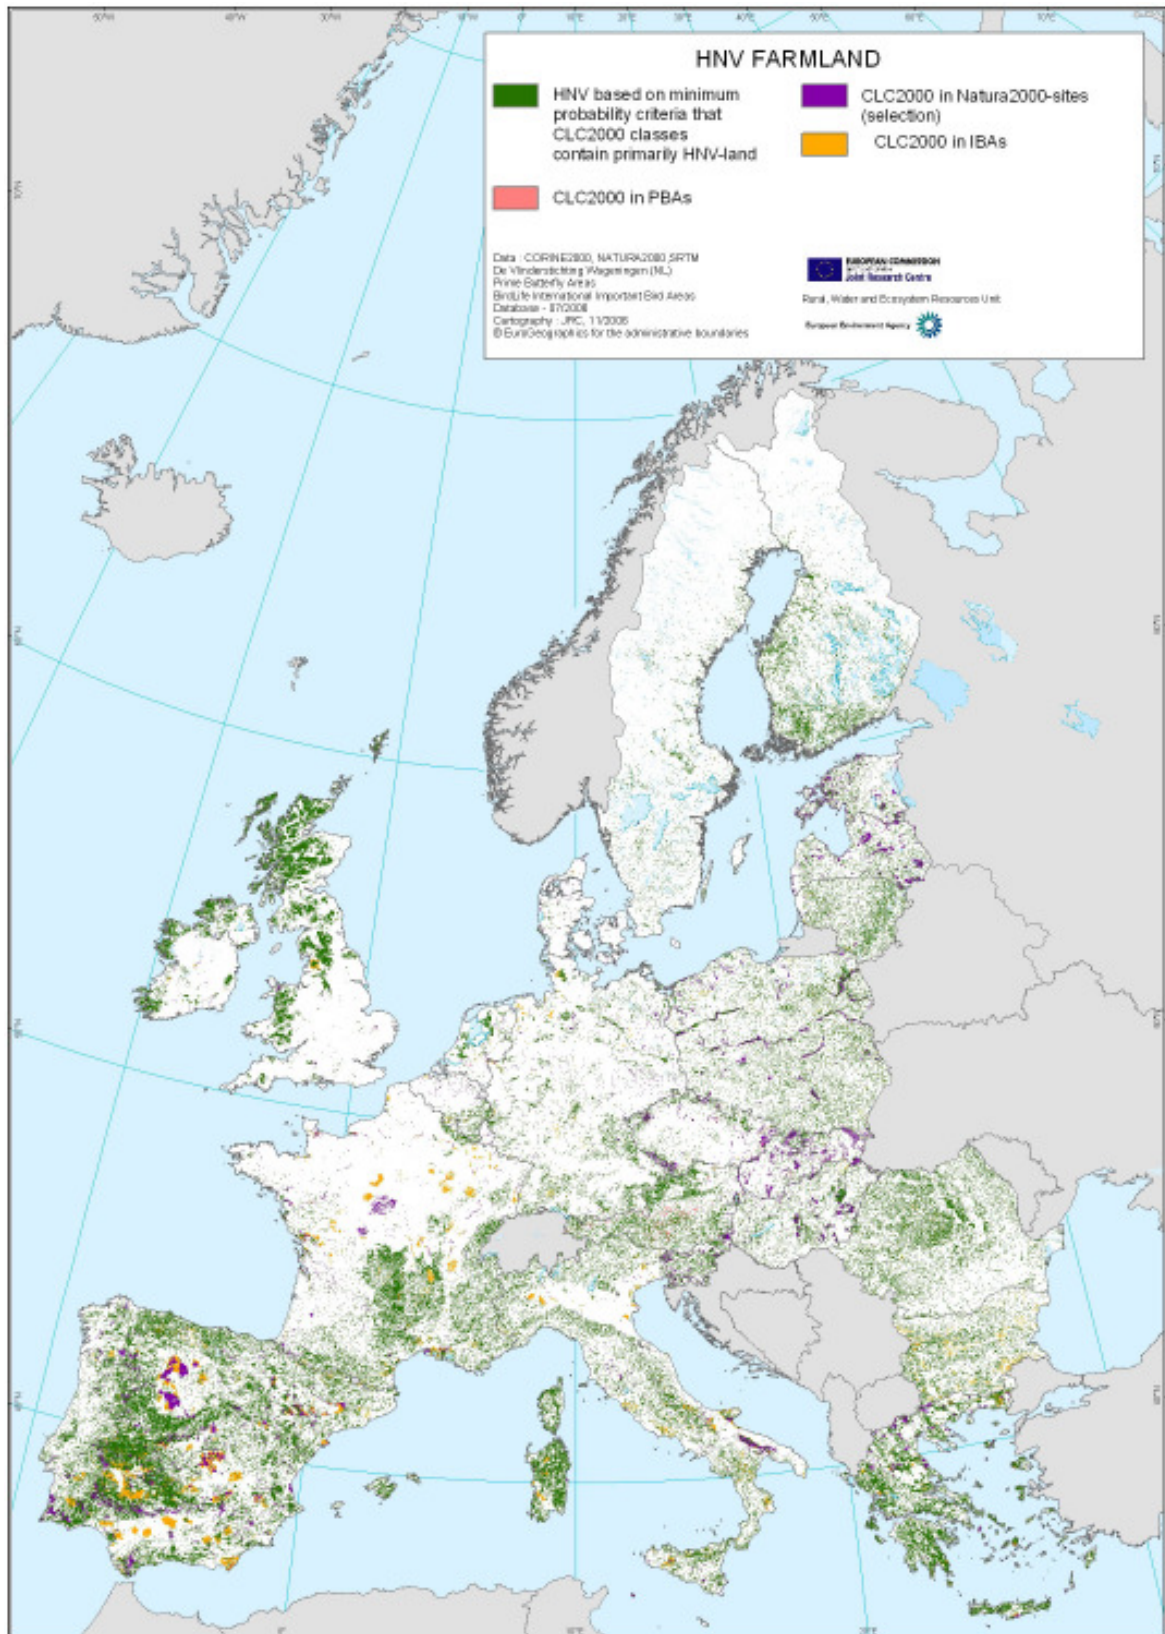 HNV FARMLAND
HNV based on minimum
probability criteria that
CLC2000 classes
contain primarily HNV-land
CLC2000 in PBAs
CLC2000 in Natura2000-sites
(selection)
CLC2000 in IBAs
Data : CORINE2000, NATURA2000,SRTM
De Vlinderstichting Wageningen (NL)
Prime Butterfly Areas
BirdLife International Important Bird Areas
Cartography : JRC, 11/2006
© EuroGeographics for the administrative boundaries
EUROPEAN COMMISSION
Joint Research Centre
Rural, Water and Ecosystem Resources Unit
European Environment Agency